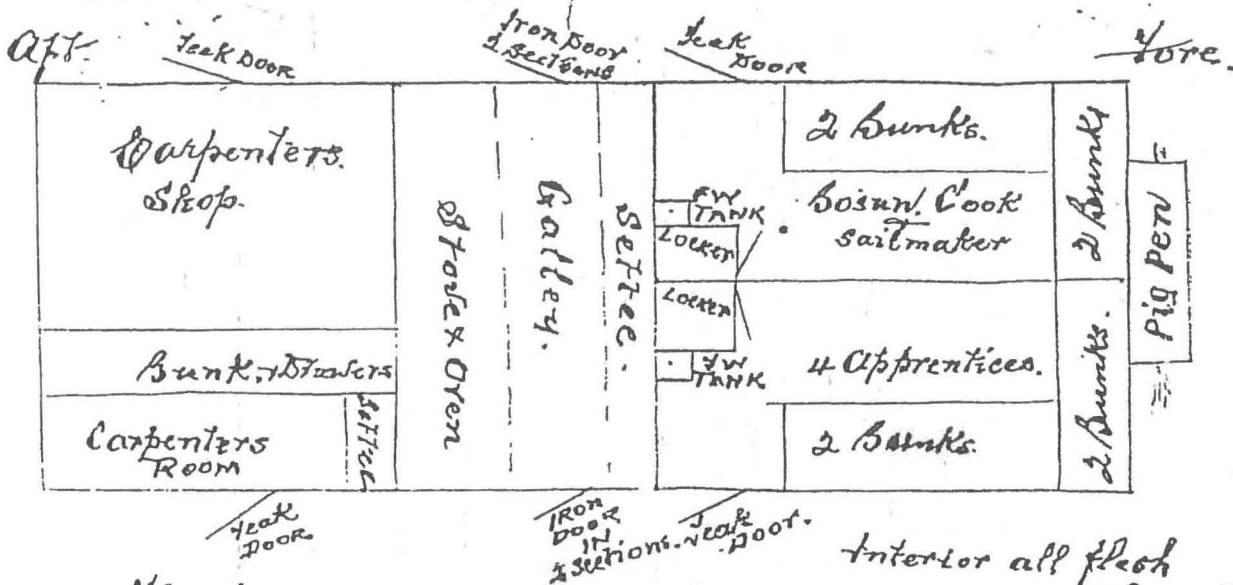 Aft.
Teak Door
Iron Door
2 Sections
Teak
Door
Fore.
Carpenters.
Shop.
Stove & Oven
Galley.
Settee.
FW
TANK
Locker
Locker
FW
TANK
2 Bunks.
Bosun. Cook
Sailmaker
2 Bunks
Pig Pen
4 Apprentices.
2 Bunks.
2 Bunks.
Bunk, & Drawers
Carpenters
Room
Settee
Teak
Door
IRON
DOOR
IN
2 Sections.
Teak
Door.
Interior all flush